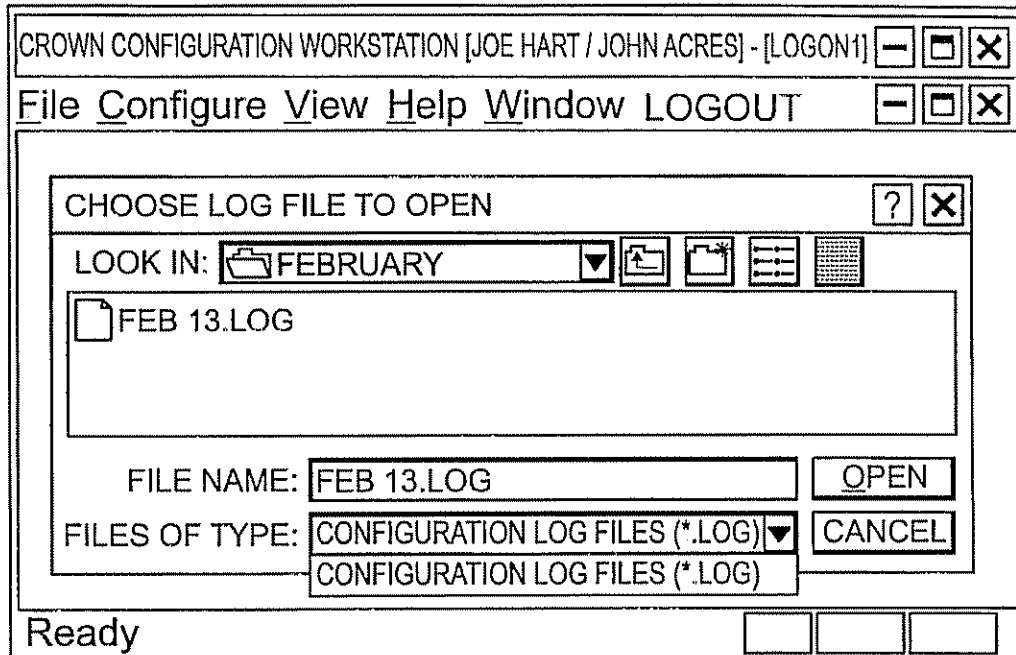 CROWN CONFIGURATION WORKSTATION [JOE HART / JOHN ACRES] - [LOGON1]
File Configure View Help Window LOGOUT
CHOOSE LOG FILE TO OPEN ?
LOOK IN: FEBRUARY
FEB 13.LOG
FILE NAME: FEB 13.LOG OPEN
FILES OF TYPE: CONFIGURATION LOG FILES (*.LOG) CANCEL
CONFIGURATION LOG FILES (*.LOG)
Ready